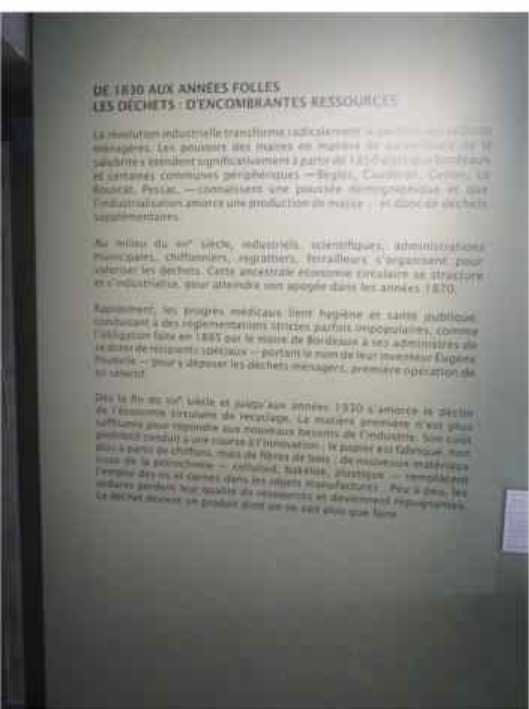 DE 1830 AUX ANNÉES FOLLES
LES DÉCHETS : D'ENCOMBRANTES RESSOURCES
La révolution industrielle transforme radicalement
ménagères. Les pouvoirs des maires en matière de
salubrité s'étendent significativement à partir de
et certaines communes périphériques — Bègles, Caudéran, Cenon, Le
Bouscat, Pessac, — connaissent une poussée démographique et que
l'industrialisation amorce une production de masse et donc de déchets
supplémentaires.
Au milieu du XIXe siècle, industriels, scientifiques, administrations
municipales, chiffonniers, regrattiers, ferrailleurs s'organisent pour
valoriser les déchets. Cette ancestrale économie circulaire se structure
et s'industrialise, pour atteindre son apogée dans les années 1870.
Rapidement, les progrès médicaux lient hygiène et santé publique,
conduisant à des réglementations strictes parfois impopulaires, comme
l'obligation faite en 1885 par le maire de Bordeaux à ses administrés de
se doter de récipients spéciaux — portant le nom de leur inventeur Eugène
Poubelle — pour y déposer les déchets ménagers, première opération de
tri sélectif.
Dès la fin du XIXe siècle et jusqu'aux années 1930 s'amorce le déclin
de l'économie circulaire de recyclage. La matière première n'est plus
suffisante pour répondre aux nouveaux besoins de l'industrie. Son coût
prohibitif conduit à une course à l'innovation : le papier est fabriqué, non
plus à partir de chiffons, mais de fibres de bois ; de nouveaux matériaux
issus de la pétrochimie — celluloïd, bakélite, plastique — remplacent
l'emploi des os et cornes dans les objets manufacturés. Peu à peu, les
ordures perdent leur qualité de ressources et deviennent répugnantes.
Le déchet devient un produit dont on ne sait plus que faire.